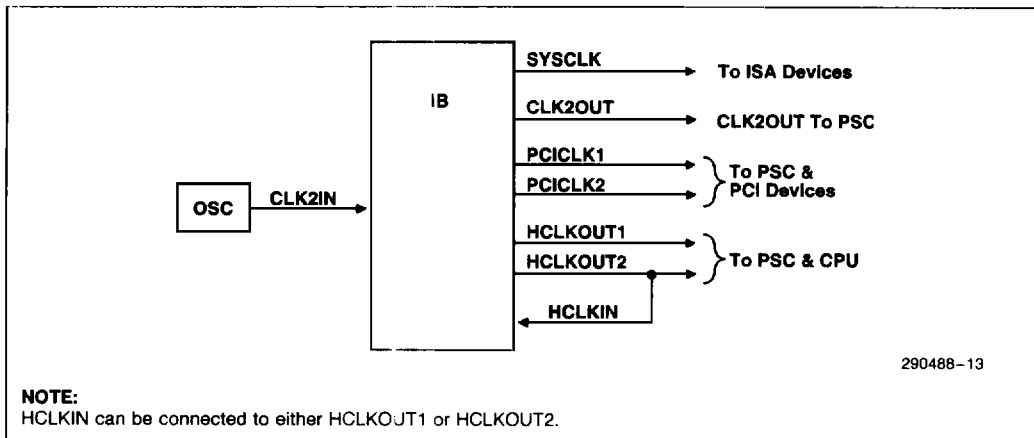 SYSCLK
To ISA Devices
IB
CLK2OUT
CLK2OUT To PSC
PCICLK1
To PSC &
PCI Devices
PCICLK2
OSC
CLK2IN
HCLKOUT1
To PSC & CPU
HCLKOUT2
HCLKIN
290488-13
NOTE:
HCLKIN can be connected to either HCLKOUT1 or HCLKOUT2.